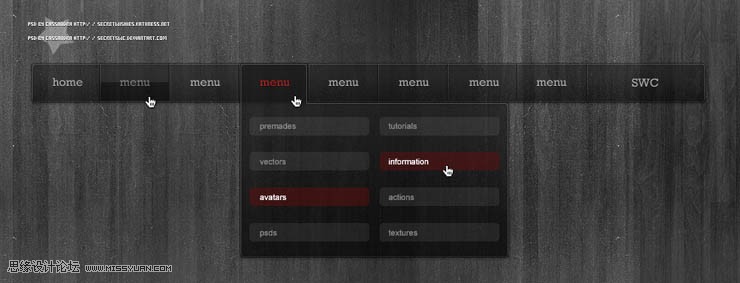 PSD BY CASSANDRA HTTP:// SECRETWISHES.KATANESS.NET
PSD BY CASSANDRA HTTP:// SECRETSWC.DEVIANTART.COM
home menu menu menu menu menu menu menu SWC
premades tutorials
vectors information
avatars actions
psds textures
思缘设计论坛 WWW.MISSYUAN.COM